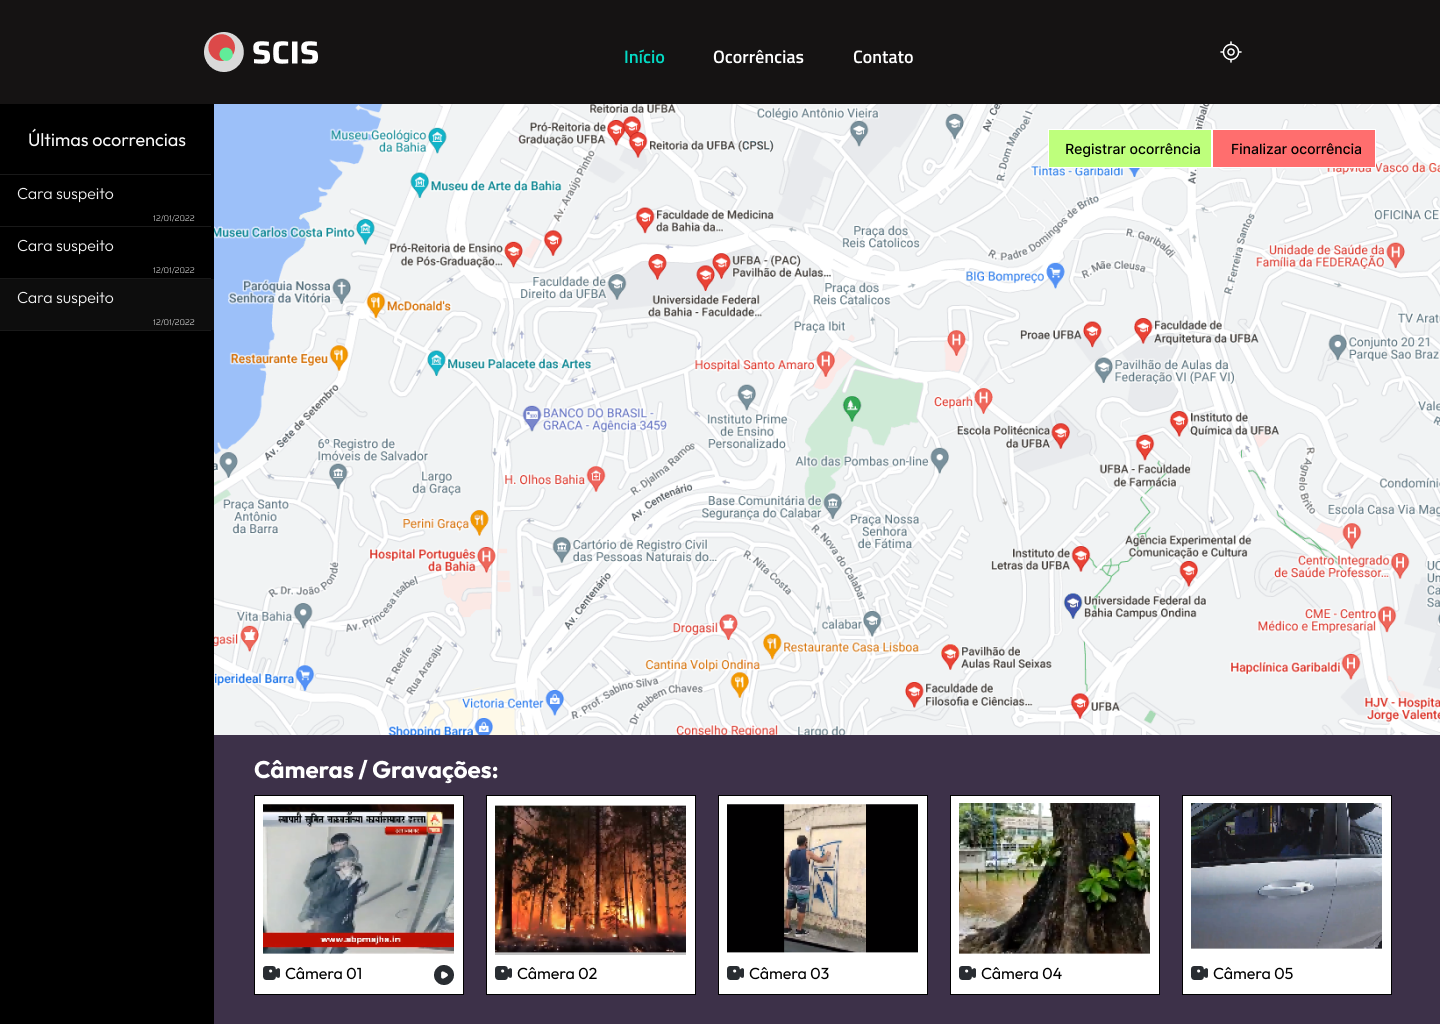 SCIS
Início
Ocorrências
Contato
Últimas ocorrencias
Cara suspeito
12/01/2022
Cara suspeito
12/01/2022
Cara suspeito
12/01/2022
Registrar ocorrência
Finalizar ocorrência
Reitoria da UFBA
Colégio Antônio Vieira
Museu Geológico
da Bahia
Pró-Reitoria de
Graduação UFBA
Reitoria da UFBA (CPSL)
Av. Araújo Pinho
R. Dom Manoel I
Tintas - Garibaldi
Hapvida Vasco da Ga
Museu de Arte da Bahia
Museu Carlos Costa Pinto
Faculdade de Medicina
da Bahia da...
Praça dos
Reis Catolicos
R. Padre Domingos de Brito
R. Garibaldi
R. Ferreira Santos
OFICINA CE
Pró-Reitoria de Ensino
de Pós-Graduação...
UFBA - (PAC)
Pavilhão de Aulas...
BIG Bompreço
R. Mãe Cleusa
Unidade de Saúde da
Família da FEDERAÇÃO
Paróquia Nossa
Senhora da Vitória
Faculdade de
Direito da UFBA
Universidade Federal
da Bahia - Faculdade...
Praça dos
Reis Catalicos
McDonald's
Praça Ibit
Proae UFBA
Faculdade de
Arquitetura da UFBA
TV Arat
Conjunto 20 21
Parque Sao Braz
Restaurante Egeu
Museu Palacete das Artes
Hospital Santo Amaro
Pavilhão de Aulas da
Federação VI (PAF VI)
Av. Sete de Setembro
BANCO DO BRASIL -
GRACA - Agência 3459
Instituto Prime
de Ensino
Personalizado
Ceparh
Escola Politécnica
da UFBA
Instituto de
Química da UFBA
6º Registro de
Imóveis de Salvador
Alto das Pombas on-line
UFBA - Faculdade
de Farmácia
R. Agnelo Brito
Largo
da Graça
H. Olhos Bahia
R. Djalma Ramos
Av. Centenário
Condomíni
Praça Santo
Antônio
da Barra
Base Comunitária de
Segurança do Calabar
Praça Nossa
Senhora
de Fátima
Escola Casa Via Mag
Perini Graça
R. Nova do Calabar
Hospital Português
da Bahia
Cartório de Registro Civil
das Pessoas Naturais do...
R. Nita Costa
Instituto de
Letras da UFBA
Agência Experimental de
Comunicação e Cultura
Centro Integrado
de Saúde Professor...
R. Dr. João Pondé
Av. Princesa Isabel
Av. Centenário
Universidade Federal da
Bahia Campus Ondina
Vita Bahia
Drogasil
calabar
CME - Centro
Médico e Empresarial
gasil
Restaurante Casa Lisboa
Pavilhão de
Aulas Raul Seixas
Hapclínica Garibaldi
iperideal Barra
R. Recife
Rua Aracaju
Cantina Volpi Ondina
Victoria Center
R. Prof. Sabino Silva
Dr. Rubem Chaves
Faculdade de
Filosofia e Ciências...
UFBA
HJV - Hospita
Jorge Valente
Shopping Barra
Conselho Regional
Largo do
Câmeras / Gravações:
www.abpmajha.in
Câmera 01
Câmera 02
Câmera 03
Câmera 04
Câmera 05